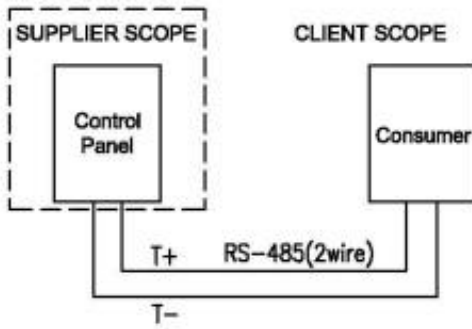 SUPPLIER SCOPE
CLIENT SCOPE
Control
Panel
Consumer
T+
RS-485(2wire)
T-